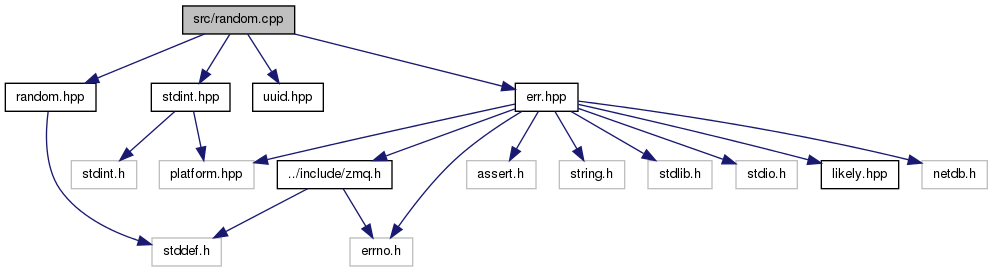 src/random.cpp
random.hpp
stdint.hpp
uuid.hpp
err.hpp
stdint.h
platform.hpp
../include/zmq.h
assert.h
string.h
stdlib.h
stdio.h
likely.hpp
netdb.h
stddef.h
errno.h